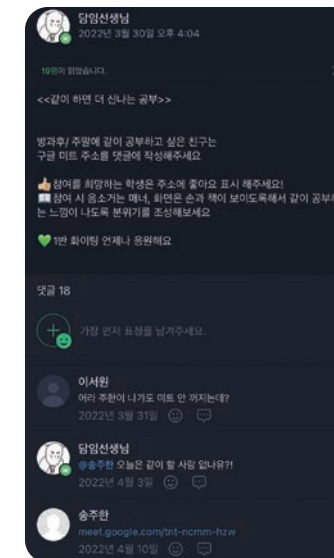 담임선생님
2022년 3월 30일 오후 4:04
19명이 읽었습니다.
<<같이 하면 더 신나는 공부>>
방과후/ 주말에 같이 공부하고 싶은 친구는
구글 미트 주소를 댓글에 작성해주세요
👍참여를 희망하는 학생은 주소에 좋아요 표시 해주세요!
📖 참여 시 음소거는 매너, 화면은 손과 책이 보이도록해서 같이 공부하
는 느낌이 나도록 분위기를 조성해보세요
💚 1반 화이팅 언제나 응원해요
댓글 18
가장 먼저 표정을 남겨주세요.
이서원
어라 주환이 나가도 미트 안 꺼지는데?
2022년 3월 31일
담임선생님
@송주한 오늘은 같이 할 사람 없나유?!
2022년 4월 3일
송주한
meet.google.com/tnt-ncmm-hzw
2022년 4월 10일